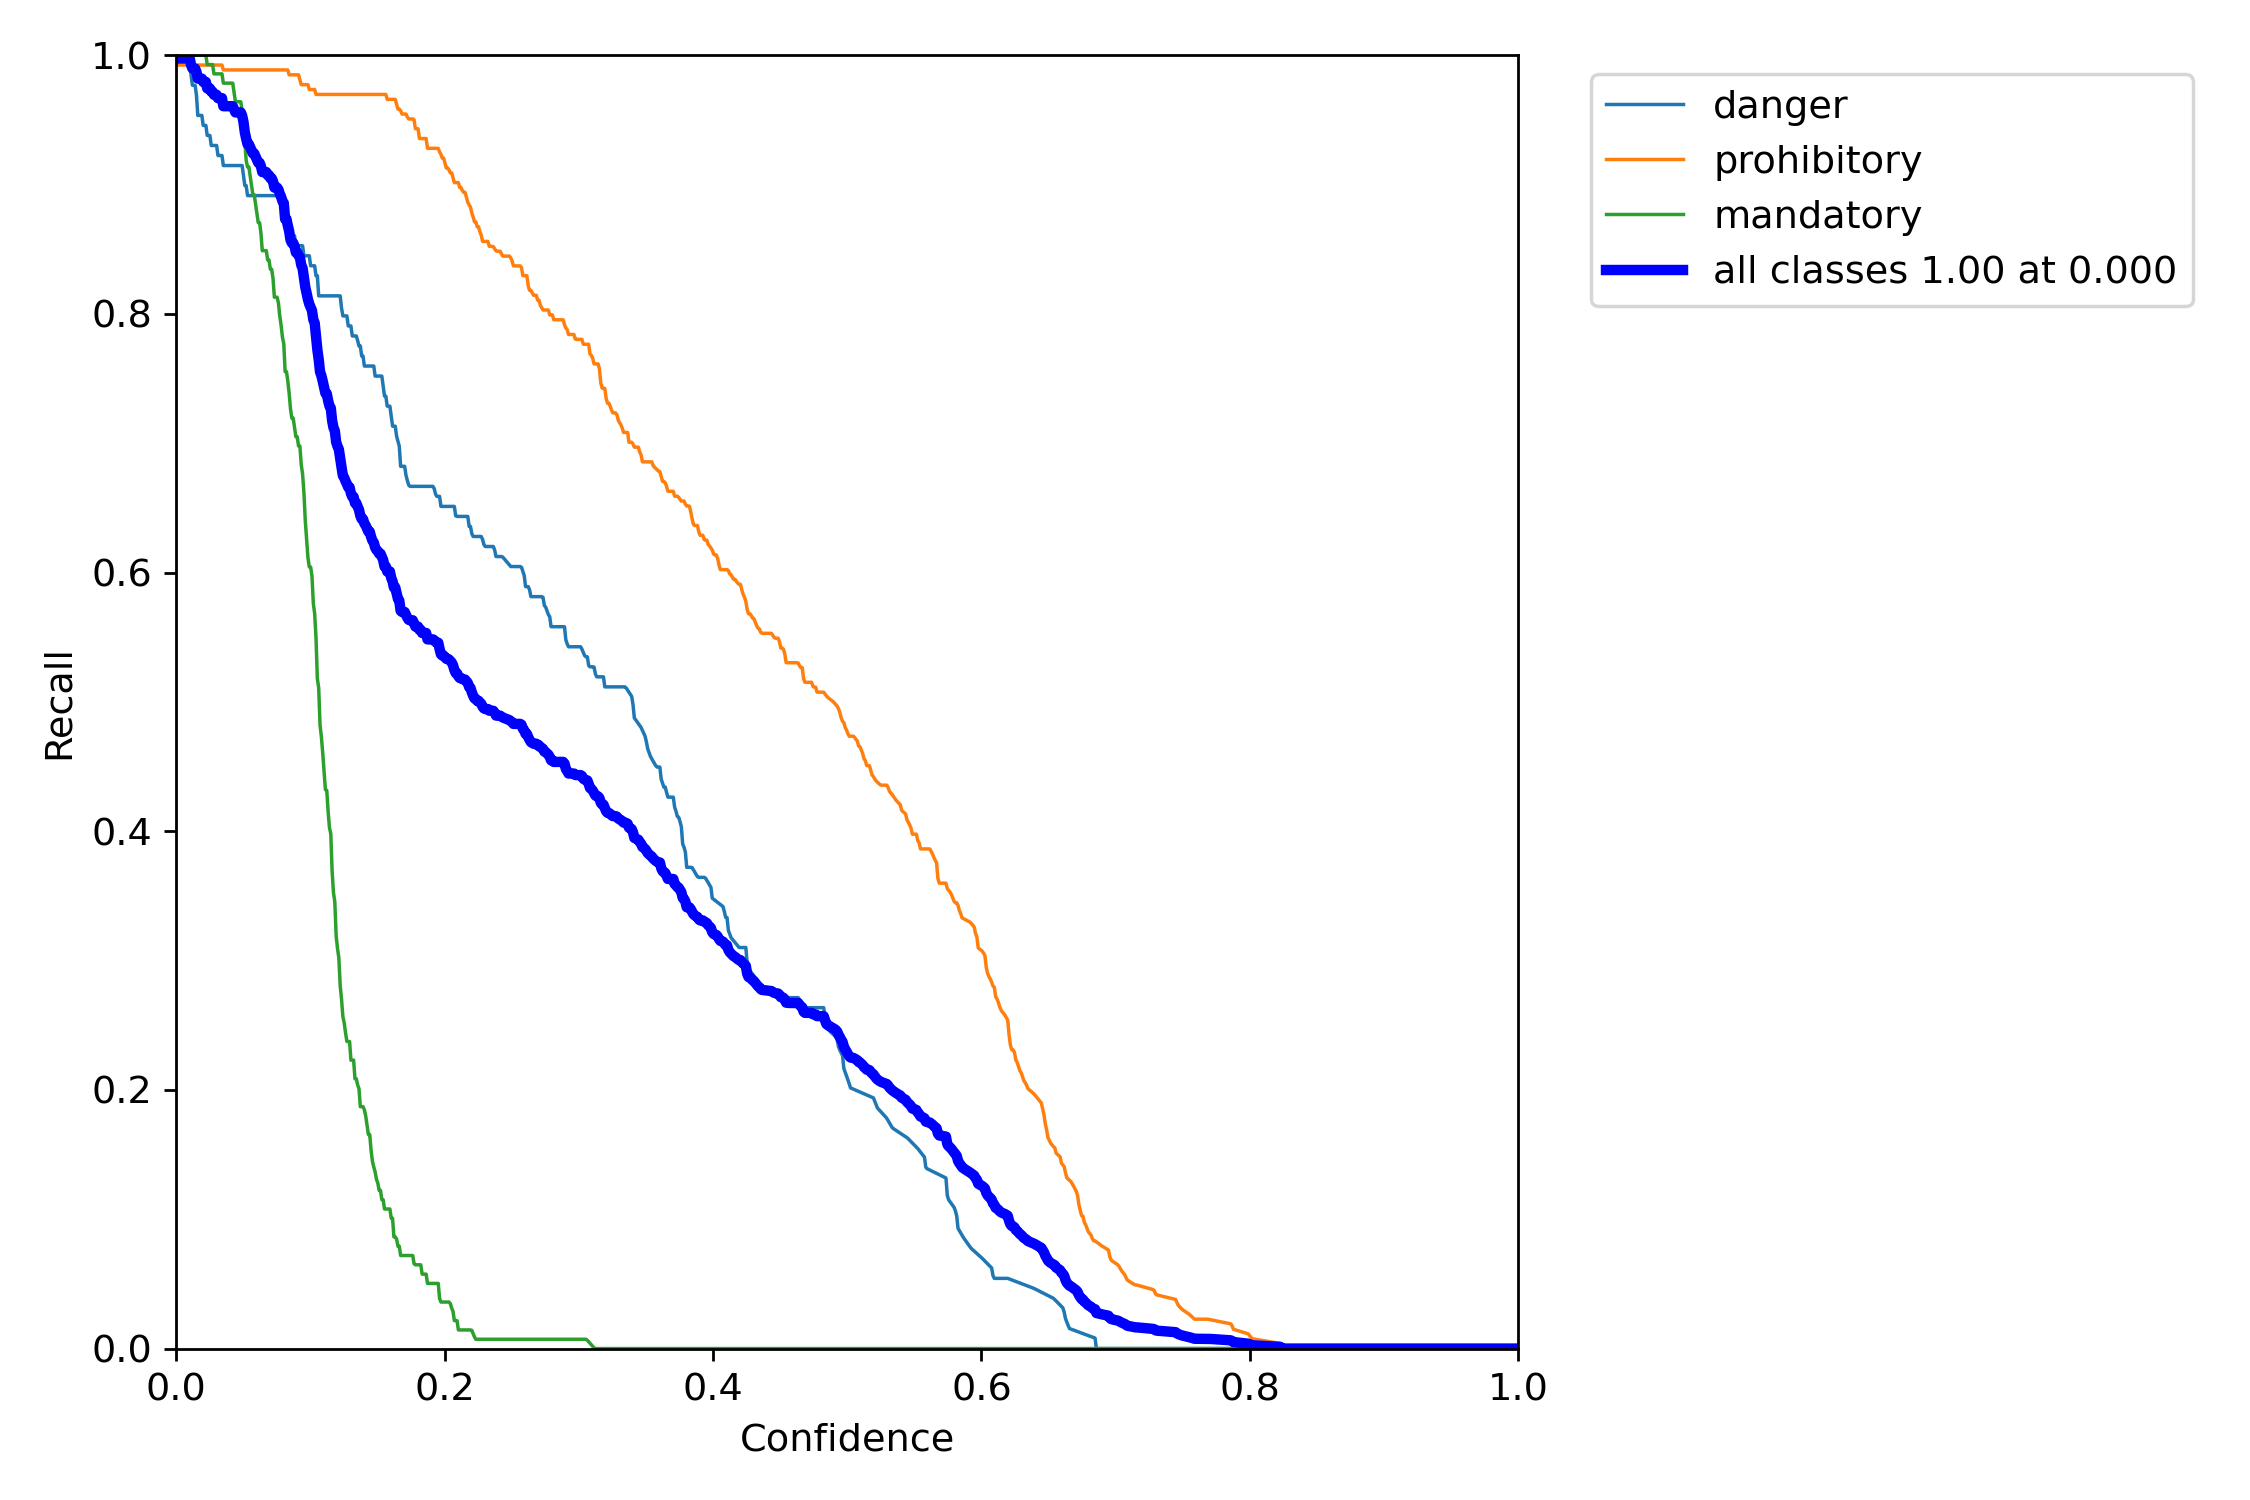 danger
prohibitory
mandatory
all classes 1.00 at 0.000
Recall
1.0
0.8
0.6
0.4
0.2
0.0
0.0 0.2 0.4 0.6 0.8 1.0
Confidence